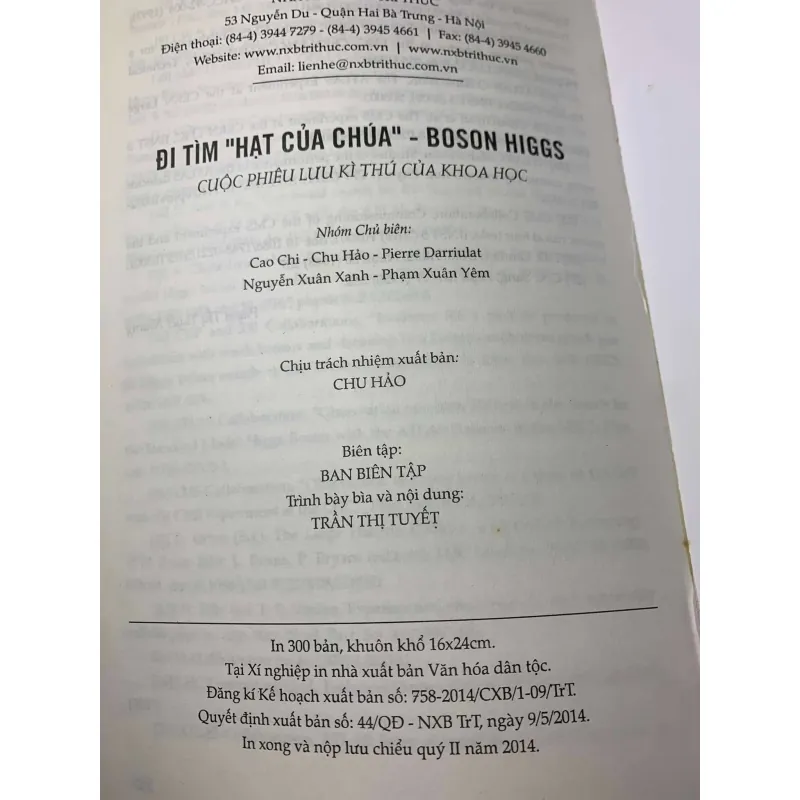 53 Nguyễn Du - Quận Hai Bà Trưng - Hà Nội
Điện thoại: (84-4) 3944 7279 - (84-4) 3945 4661 | Fax: (84-4) 3945 4660
Website: www.nxbtrithuc.com.vn | www.nxbtrithuc.vn
Email: lienhe@nxbtrithuc.com.vn
ĐI TÌM "HẠT CỦA CHÚA" - BOSON HIGGS
CUỘC PHIÊU LƯU KÌ THÚ CỦA KHOA HỌC
Nhóm Chủ biên:
Cao Chi - Chu Hảo - Pierre Darriulat
Nguyễn Xuân Xanh - Phạm Xuân Yêm
Chịu trách nhiệm xuất bản:
CHU HẢO
Biên tập:
BAN BIÊN TẬP
Trình bày bìa và nội dung:
TRẦN THỊ TUYẾT
In 300 bản, khuôn khổ 16x24cm.
Tại Xí nghiệp in nhà xuất bản Văn hóa dân tộc.
Đăng kí Kế hoạch xuất bản số: 758-2014/CXB/1-09/TrT.
Quyết định xuất bản số: 44/QĐ - NXB TrT, ngày 9/5/2014.
In xong và nộp lưu chiểu quý II năm 2014.